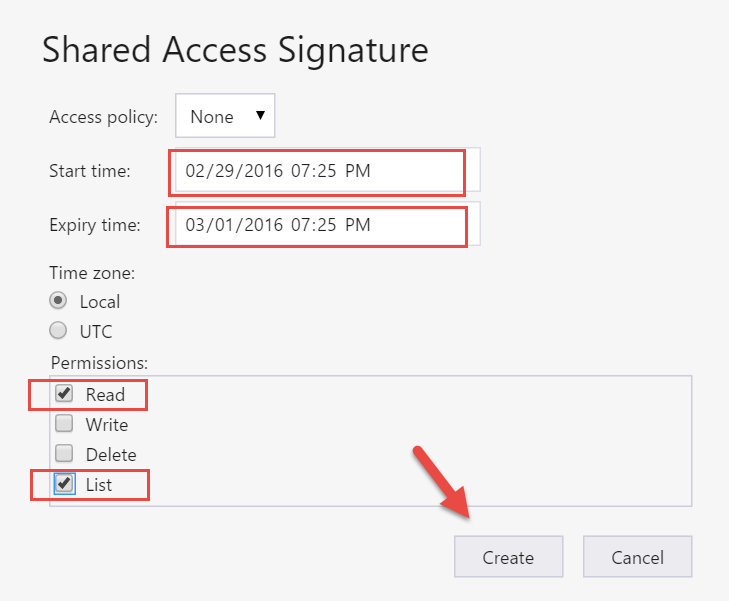 Shared Access Signature
Access policy: None
Start time: 02/29/2016 07:25 PM
Expiry time: 03/01/2016 07:25 PM
Time zone:
Local
UTC
Permissions:
Read
Write
Delete
List
Create Cancel